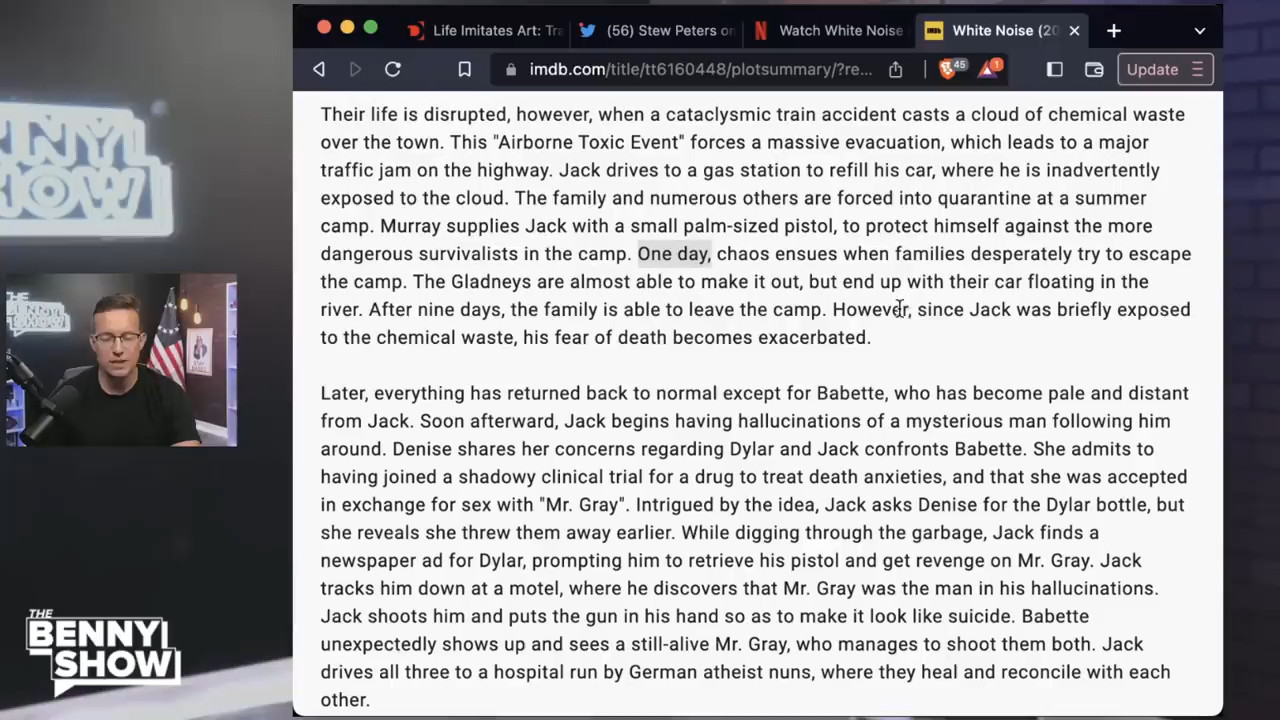 Life Imitates Art: Tra
(56) Stew Peters on
Watch White Noise
White Noise (20
imdb.com/title/tt6160448/plotsummary/?re...
45
1
Update
Their life is disrupted, however, when a cataclysmic train accident casts a cloud of chemical waste
over the town. This "Airborne Toxic Event" forces a massive evacuation, which leads to a major
traffic jam on the highway. Jack drives to a gas station to refill his car, where he is inadvertently
exposed to the cloud. The family and numerous others are forced into quarantine at a summer
camp. Murray supplies Jack with a small palm-sized pistol, to protect himself against the more
dangerous survivalists in the camp. One day, chaos ensues when families desperately try to escape
the camp. The Gladneys are almost able to make it out, but end up with their car floating in the
river. After nine days, the family is able to leave the camp. However, since Jack was briefly exposed
to the chemical waste, his fear of death becomes exacerbated.
Later, everything has returned back to normal except for Babette, who has become pale and distant
from Jack. Soon afterward, Jack begins having hallucinations of a mysterious man following him
around. Denise shares her concerns regarding Dylar and Jack confronts Babette. She admits to
having joined a shadowy clinical trial for a drug to treat death anxieties, and that she was accepted
in exchange for sex with "Mr. Gray". Intrigued by the idea, Jack asks Denise for the Dylar bottle, but
she reveals she threw them away earlier. While digging through the garbage, Jack finds a
newspaper ad for Dylar, prompting him to retrieve his pistol and get revenge on Mr. Gray. Jack
tracks him down at a motel, where he discovers that Mr. Gray was the man in his hallucinations.
Jack shoots him and puts the gun in his hand so as to make it look like suicide. Babette
unexpectedly shows up and sees a still-alive Mr. Gray, who manages to shoot them both. Jack
drives all three to a hospital run by German atheist nuns, where they heal and reconcile with each
other.
THE
BENNY
SHOW